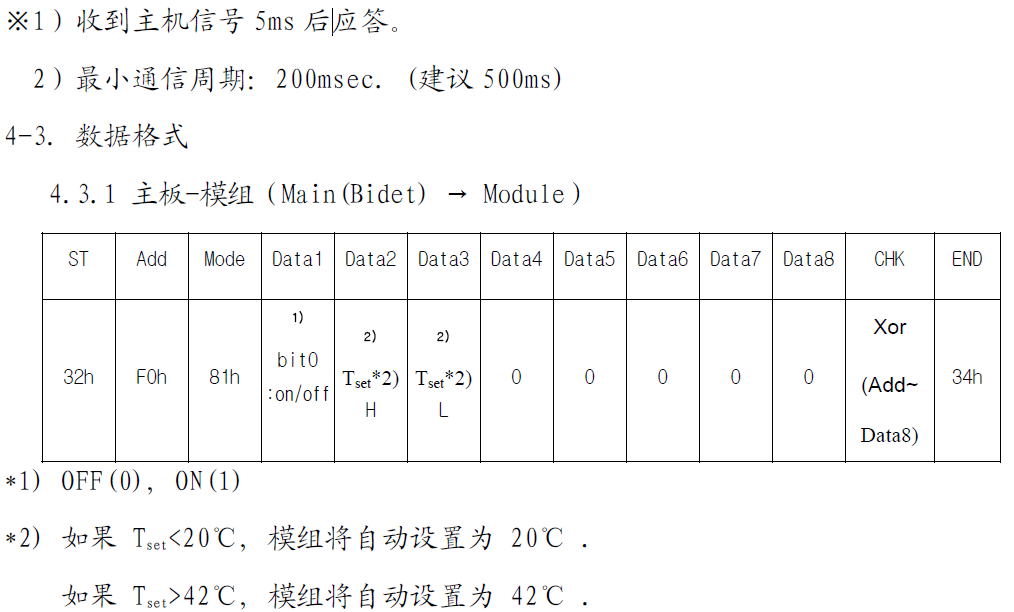 ※1）收到主机信号 5ms 后应答。
2）最小通信周期: 200msec. (建议 500ms)
4-3. 数据格式
4.3.1 主板-模组（Main(Bidet) → Module）
ST Add Mode Data1 Data2 Data3 Data4 Data5 Data6 Data7 Data8 CHK END
32h F0h 81h 1) bit0 :on/off 2) Tset*2) H 2) Tset*2) L 0 0 0 0 0 Xor (Add~ Data8) 34h
*1) OFF(0), ON(1)
*2) 如果 Tset<20℃, 模组将自动设置为 20℃ .
如果 Tset>42℃, 模组将自动设置为 42℃ .